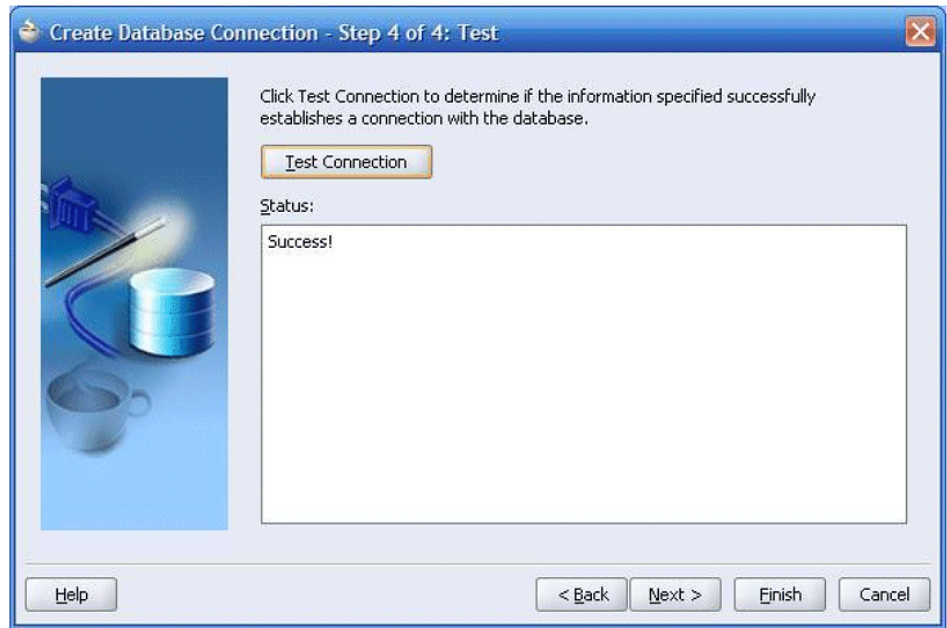 Create Database Connection - Step 4 of 4: Test
Click Test Connection to determine if the information specified successfully
establishes a connection with the database.
Test Connection
Status:
Success!
Help
< Back
Next >
Finish
Cancel